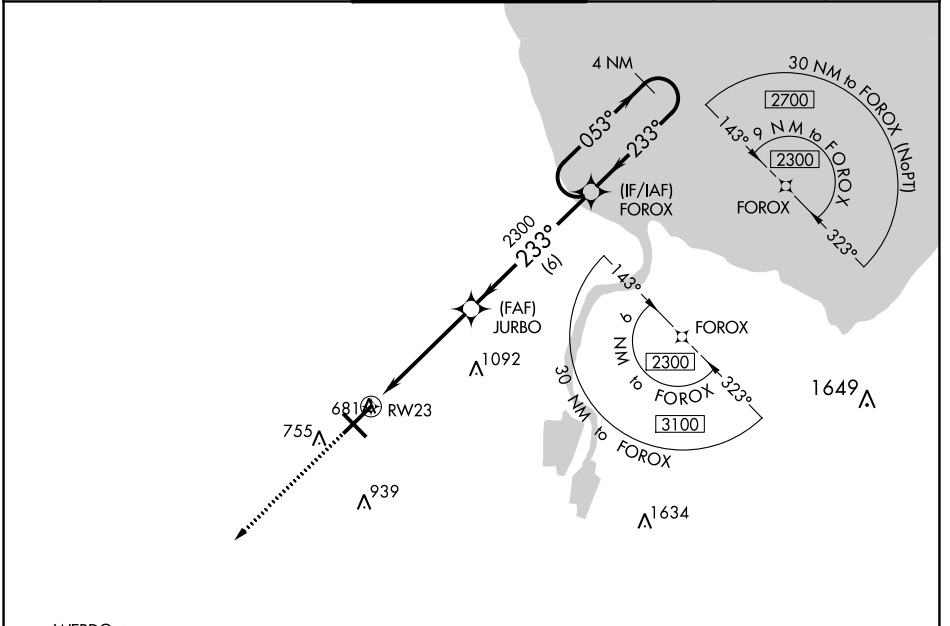 4 NM
053°
233°
(IF/IAF)
FOROX
2300
233°
(6)
(FAF)
JURBO
1092
681
RW23
755
939
30 NM to FOROX (NoPT)
2700
143°
9 NM to FOROX
2300
FOROX
323°
143°
FOROX
9 NM to FOROX
2300
323°
30 NM to FOROX
3100
1649
1634